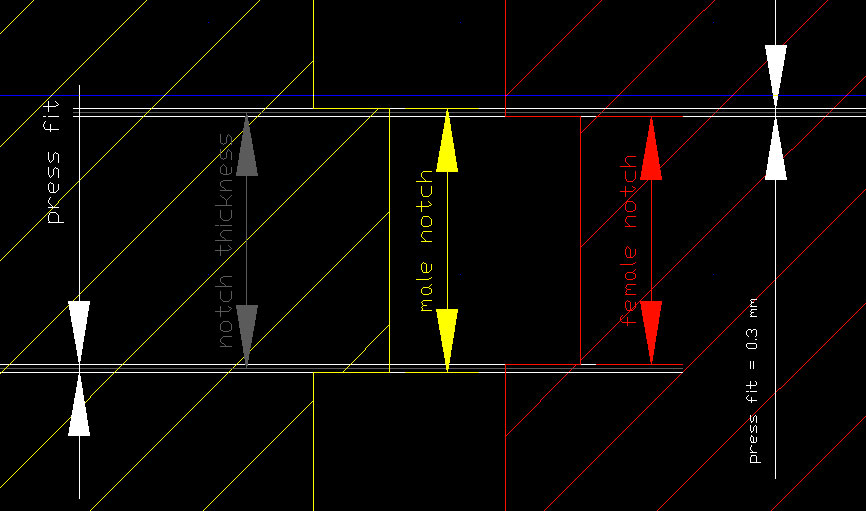 press fit
notch thickness
male notch
female notch
press fit = 0.3 mm